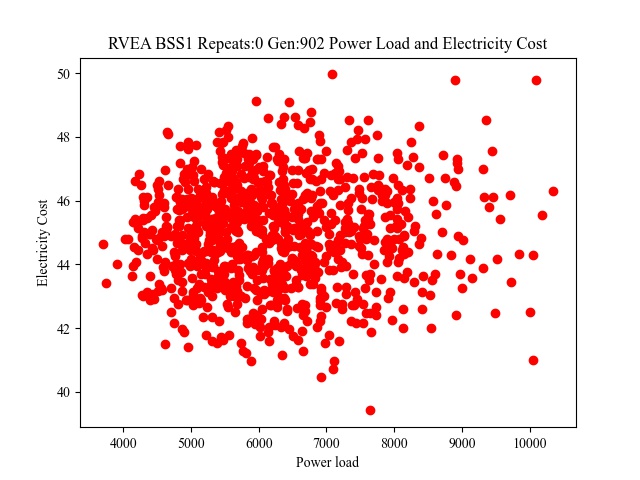 RVEA BSS1 Repeats:0 Gen:902 Power Load and Electricity Cost
50
48
46
44
42
40
Electricity Cost
4000 5000 6000 7000 8000 9000 10000
Power load